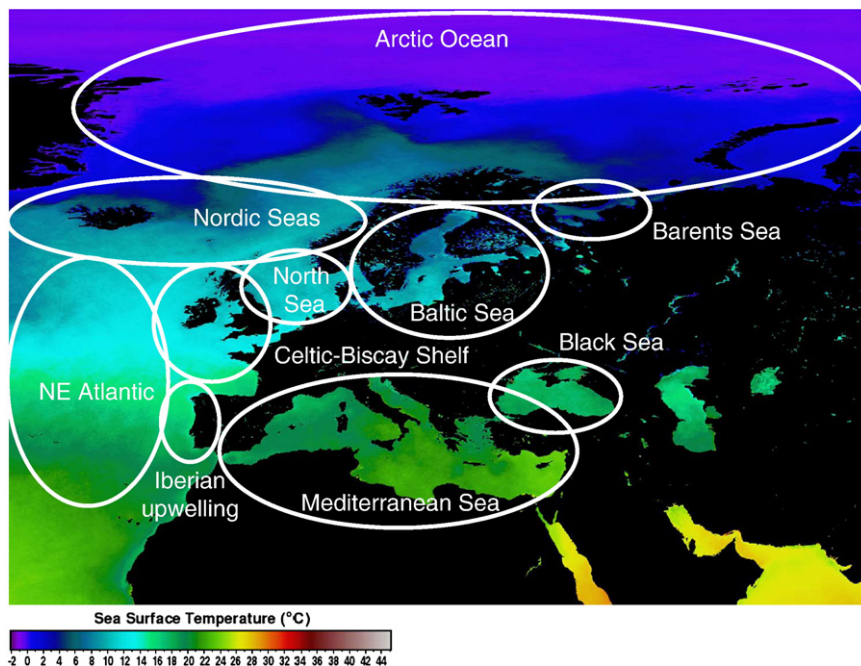 Arctic Ocean
Nordic Seas
Barents Sea
North
Sea
Baltic Sea
Black Sea
Celtic-Biscay Shelf
NE Atlantic
Iberian
upwelling
Mediterranean Sea
Sea Surface Temperature (°C)
-2 0 2 4 6 8 10 12 14 16 18 20 22 24 26 28 30 32 34 36 38 40 42 44